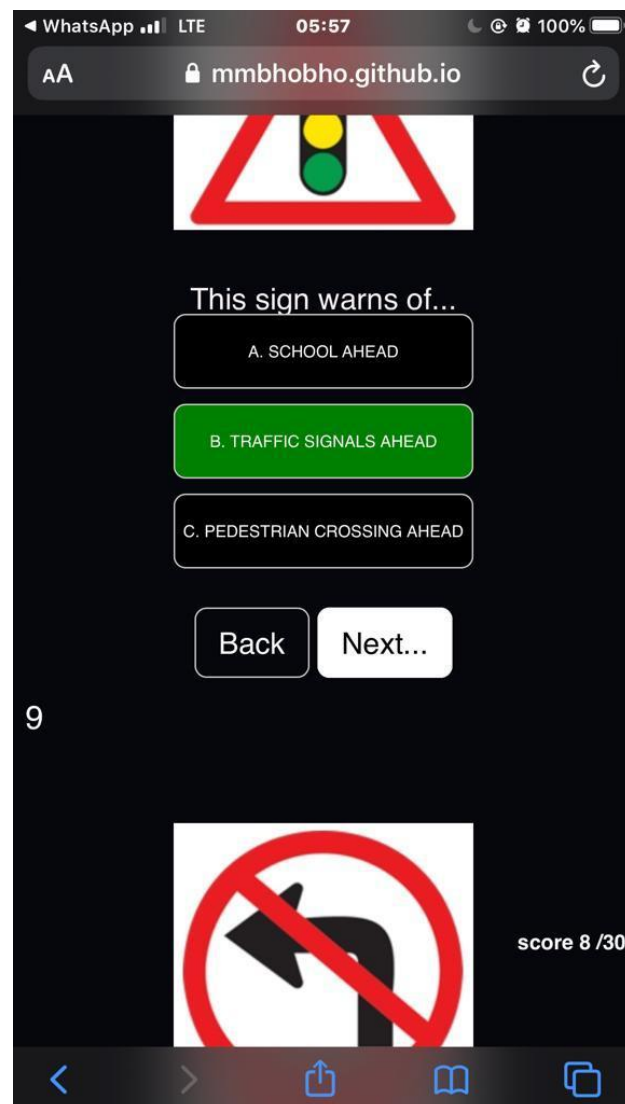 WhatsApp LTE 05:57 100%
AA mmbhobho.github.io
This sign warns of...
A. SCHOOL AHEAD
B. TRAFFIC SIGNALS AHEAD
C. PEDESTRIAN CROSSING AHEAD
Back Next...
9
score 8 /30